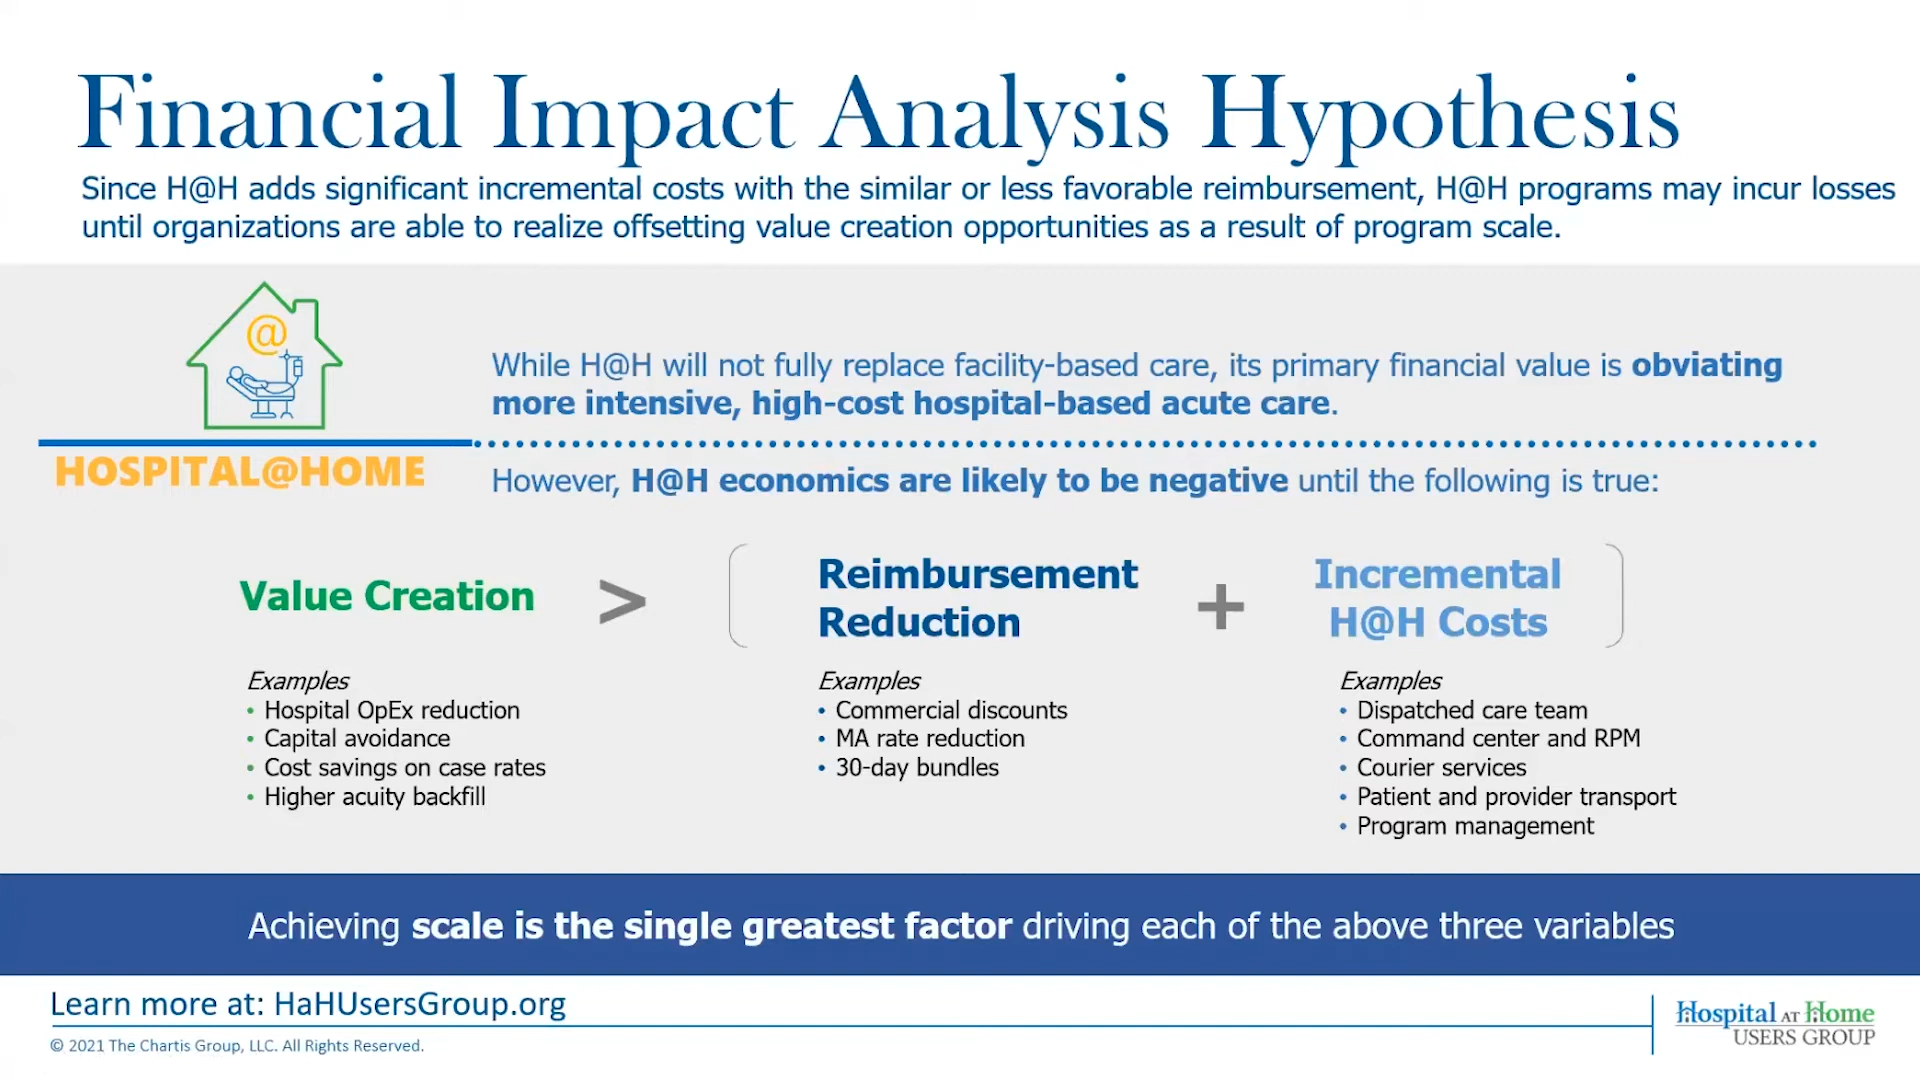 Financial Impact Analysis Hypothesis
Since H@H adds significant incremental costs with the similar or less favorable reimbursement, H@H programs may incur losses
until organizations are able to realize offsetting value creation opportunities as a result of program scale.
@
HOSPITAL@HOME
While H@H will not fully replace facility-based care, its primary financial value is obviating
more intensive, high-cost hospital-based acute care.
However, H@H economics are likely to be negative until the following is true:
Value Creation
>
Reimbursement
Reduction
+
Incremental
H@H Costs
Examples
• Hospital OpEx reduction
• Capital avoidance
• Cost savings on case rates
• Higher acuity backfill
Examples
• Commercial discounts
• MA rate reduction
• 30-day bundles
Examples
• Dispatched care team
• Command center and RPM
• Courier services
• Patient and provider transport
• Program management
Achieving scale is the single greatest factor driving each of the above three variables
Learn more at: HaHUsersGroup.org
© 2021 The Chartis Group, LLC. All Rights Reserved.
Hospital AT Home
USERS GROUP